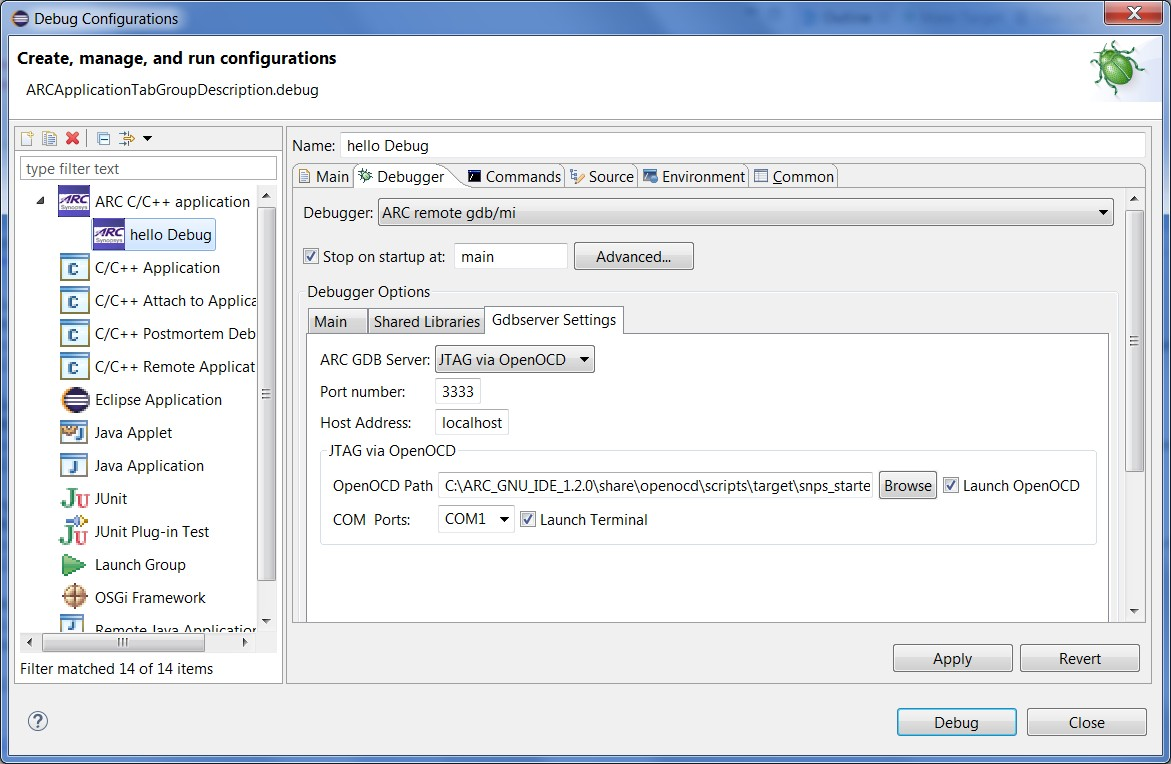 Debug Configurations
Create, manage, and run configurations
ARCApplicationTabGroupDescription.debug
type filter text
ARC Synopsys ARC C/C++ application
ARC Synopsys hello Debug
C/C++ Application
C/C++ Attach to Applica
C/C++ Postmortem Deb
C/C++ Remote Applicat
Eclipse Application
Java Applet
Java Application
JUnit
JUnit Plug-in Test
Launch Group
OSGi Framework
Remote Java Application
Filter matched 14 of 14 items
Name: hello Debug
Main Debugger Commands Source Environment Common
Debugger: ARC remote gdb/mi
Stop on startup at: main Advanced...
Debugger Options
Main Shared Libraries Gdbserver Settings
ARC GDB Server: JTAG via OpenOCD
Port number: 3333
Host Address: localhost
JTAG via OpenOCD
OpenOCD Path C:\ARC_GNU_IDE_1.2.0\share\openocd\scripts\target\snps_starte Browse Launch OpenOCD
COM Ports: COM1 Launch Terminal
Apply Revert
Debug Close